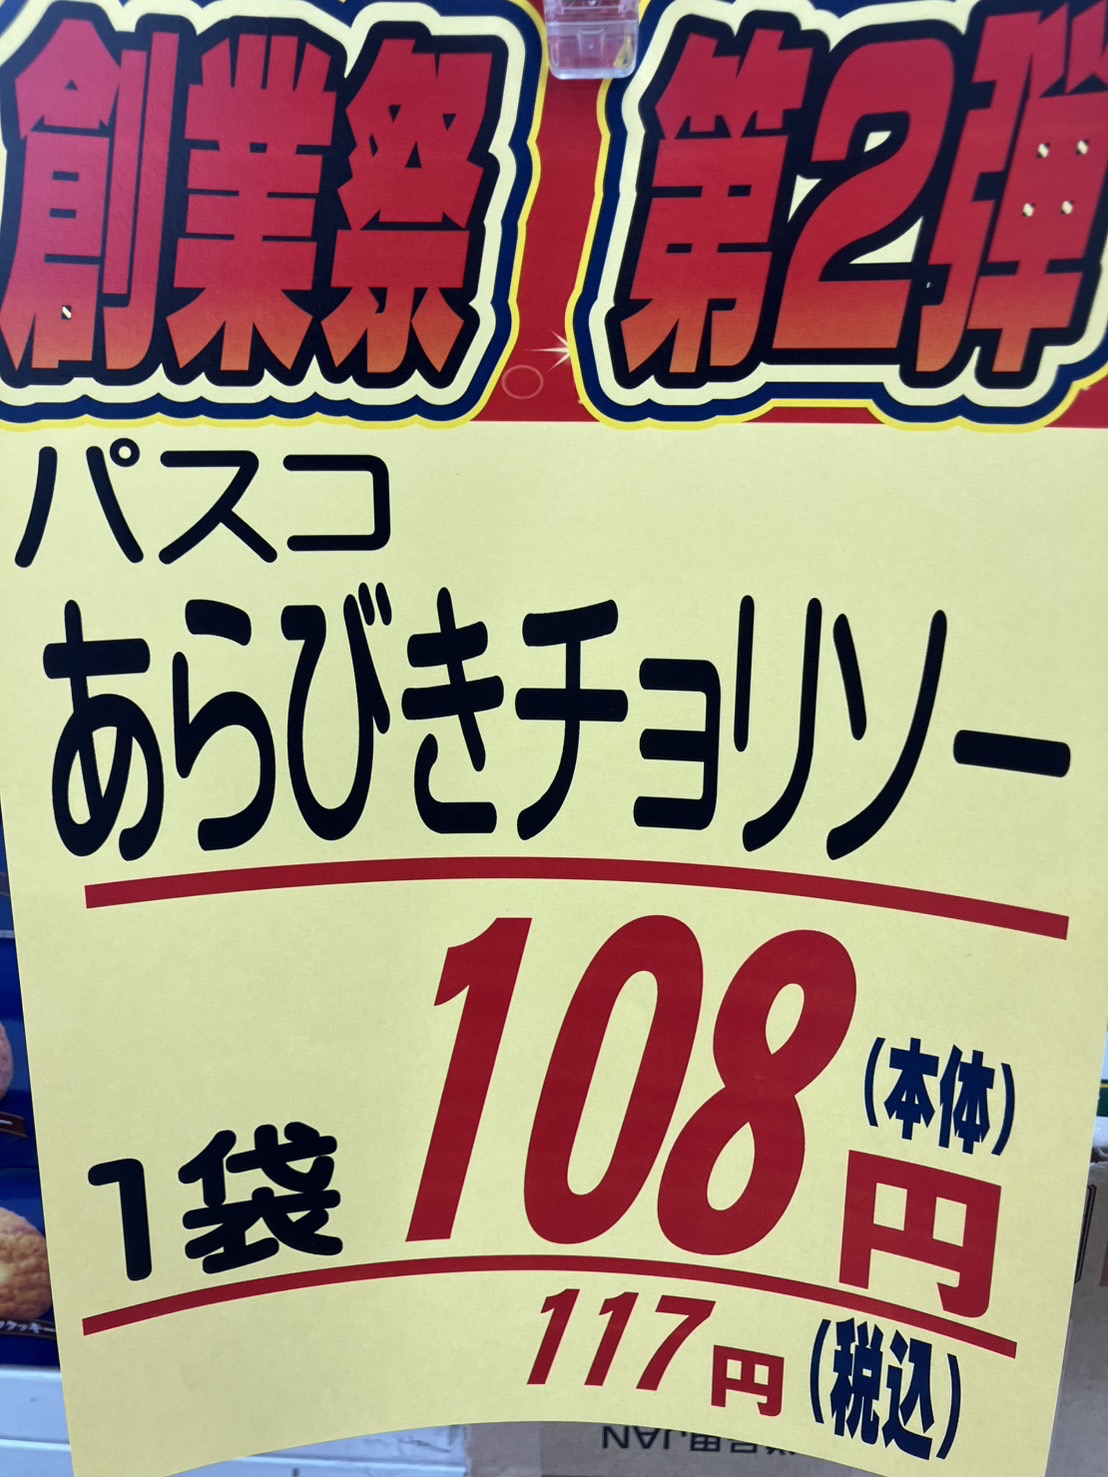 創業祭 第2弾
パスコ
あらびきチョリソー
1袋 108円(本体)
117円(税込)